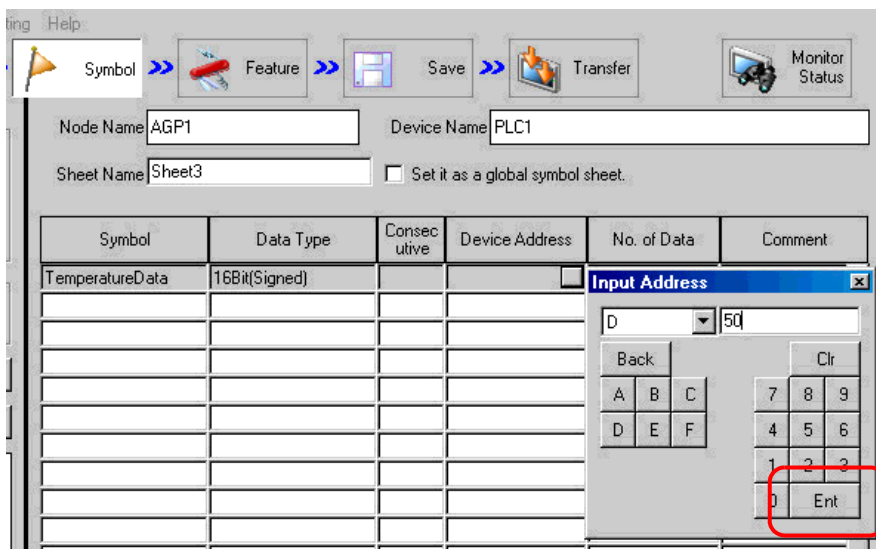 ting Help
Symbol >> Feature >> Save >> Transfer Monitor Status
Node Name AGP1 Device Name PLC1
Sheet Name Sheet3 Set it as a global symbol sheet.
Symbol Data Type Consecutive Device Address No. of Data Comment
TemperatureData 16Bit(Signed)
Input Address
D 50
Back Clr
A B C 7 8 9
D E F 4 5 6
1 2 3
0 Ent